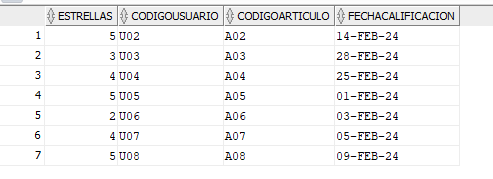 ESTRELLAS CODIGOUSUARIO CODIGOARTICULO FECHACALIFICACION
1 5 U02 A02 14-FEB-24
2 3 U03 A03 28-FEB-24
3 4 U04 A04 25-FEB-24
4 5 U05 A05 01-FEB-24
5 2 U06 A06 03-FEB-24
6 4 U07 A07 05-FEB-24
7 5 U08 A08 09-FEB-24